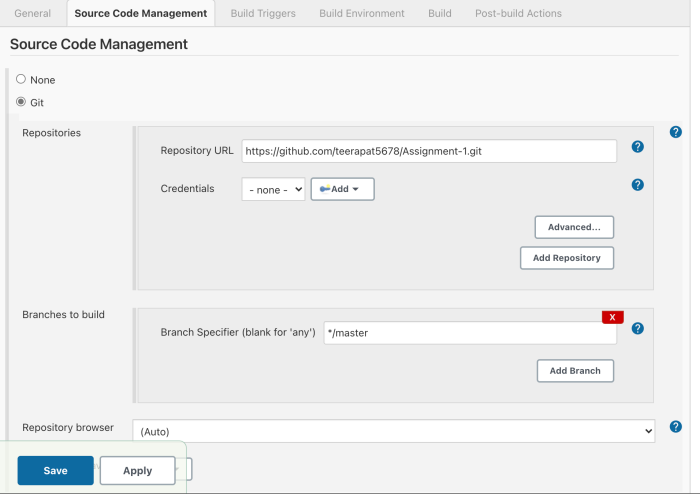 General Source Code Management Build Triggers Build Environment Build Post-build Actions
Source Code Management
None
Git
Repositories
?
Repository URL https://github.com/teerapat5678/Assignment-1.git ?
Credentials - none - Add ?
Advanced...
Add Repository
Branches to build
X
Branch Specifier (blank for 'any') */master ?
Add Branch
Repository browser (Auto) ?
Save Apply